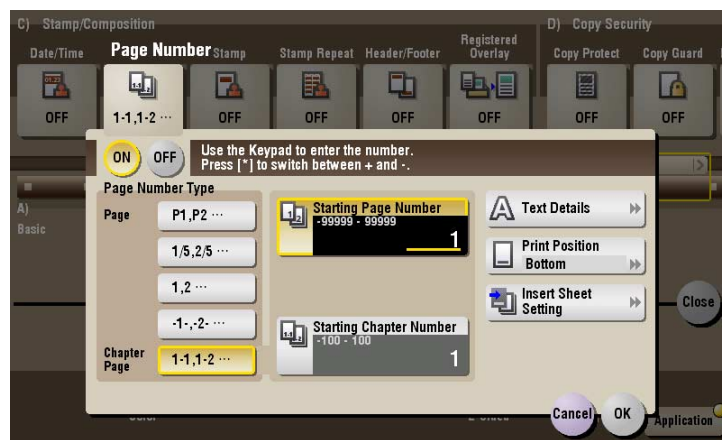 C) Stamp/Composition
D) Copy Security
Date/Time
Page Number
Stamp
Stamp Repeat
Header/Footer
Registered
Overlay
Copy Protect
Copy Guard
OFF
1-1,1-2 ···
OFF
OFF
OFF
OFF
OFF
OFF
ON
OFF
Use the Keypad to enter the number.
Press [*] to switch between + and -.
Page Number Type
A)
Basic
Page
P1,P2 ···
1/5,2/5 ···
1,2 ···
-1-,-2- ···
Chapter
Page
1-1,1-2 ···
Starting Page Number
-99999 - 99999
1
Starting Chapter Number
-100 - 100
1
Text Details
Print Position
Bottom
Insert Sheet
Setting
Close
Cancel
OK
Application